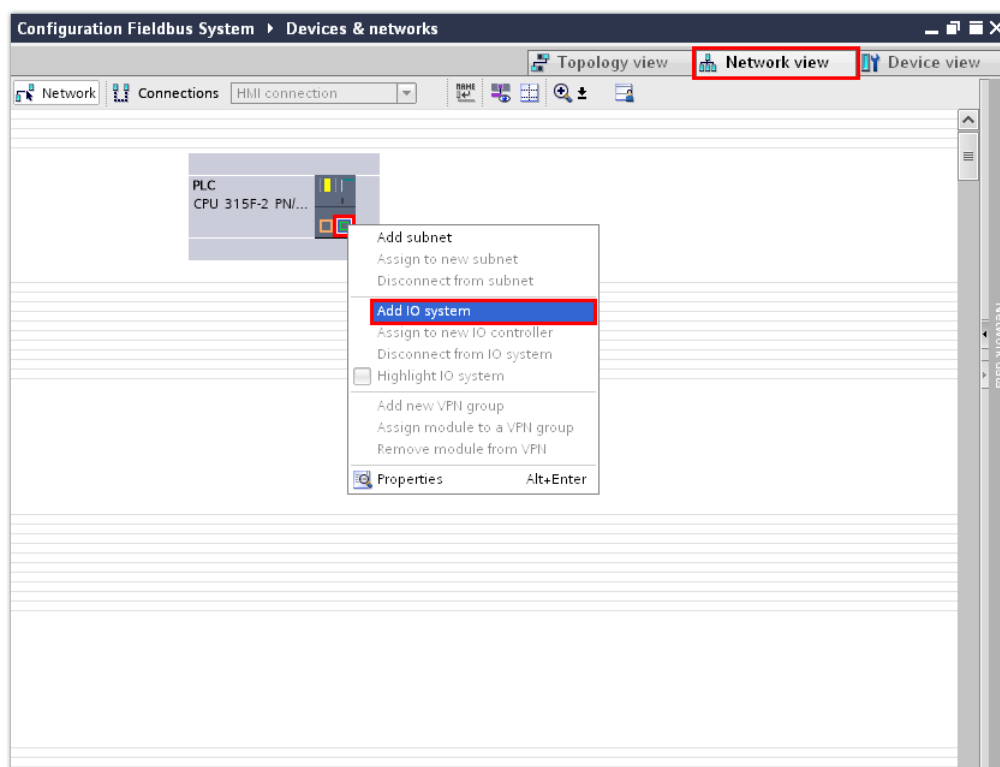 Configuration Fieldbus System ▸ Devices & networks
Topology view Network view Device view
Network Connections HMI connection
PLC
CPU 315F-2 PN/...
Add subnet
Assign to new subnet
Disconnect from subnet
Add IO system
Assign to new IO controller
Disconnect from IO system
Highlight IO system
Add new VPN group
Assign module to a VPN group
Remove module from VPN
Properties Alt+Enter
Network data